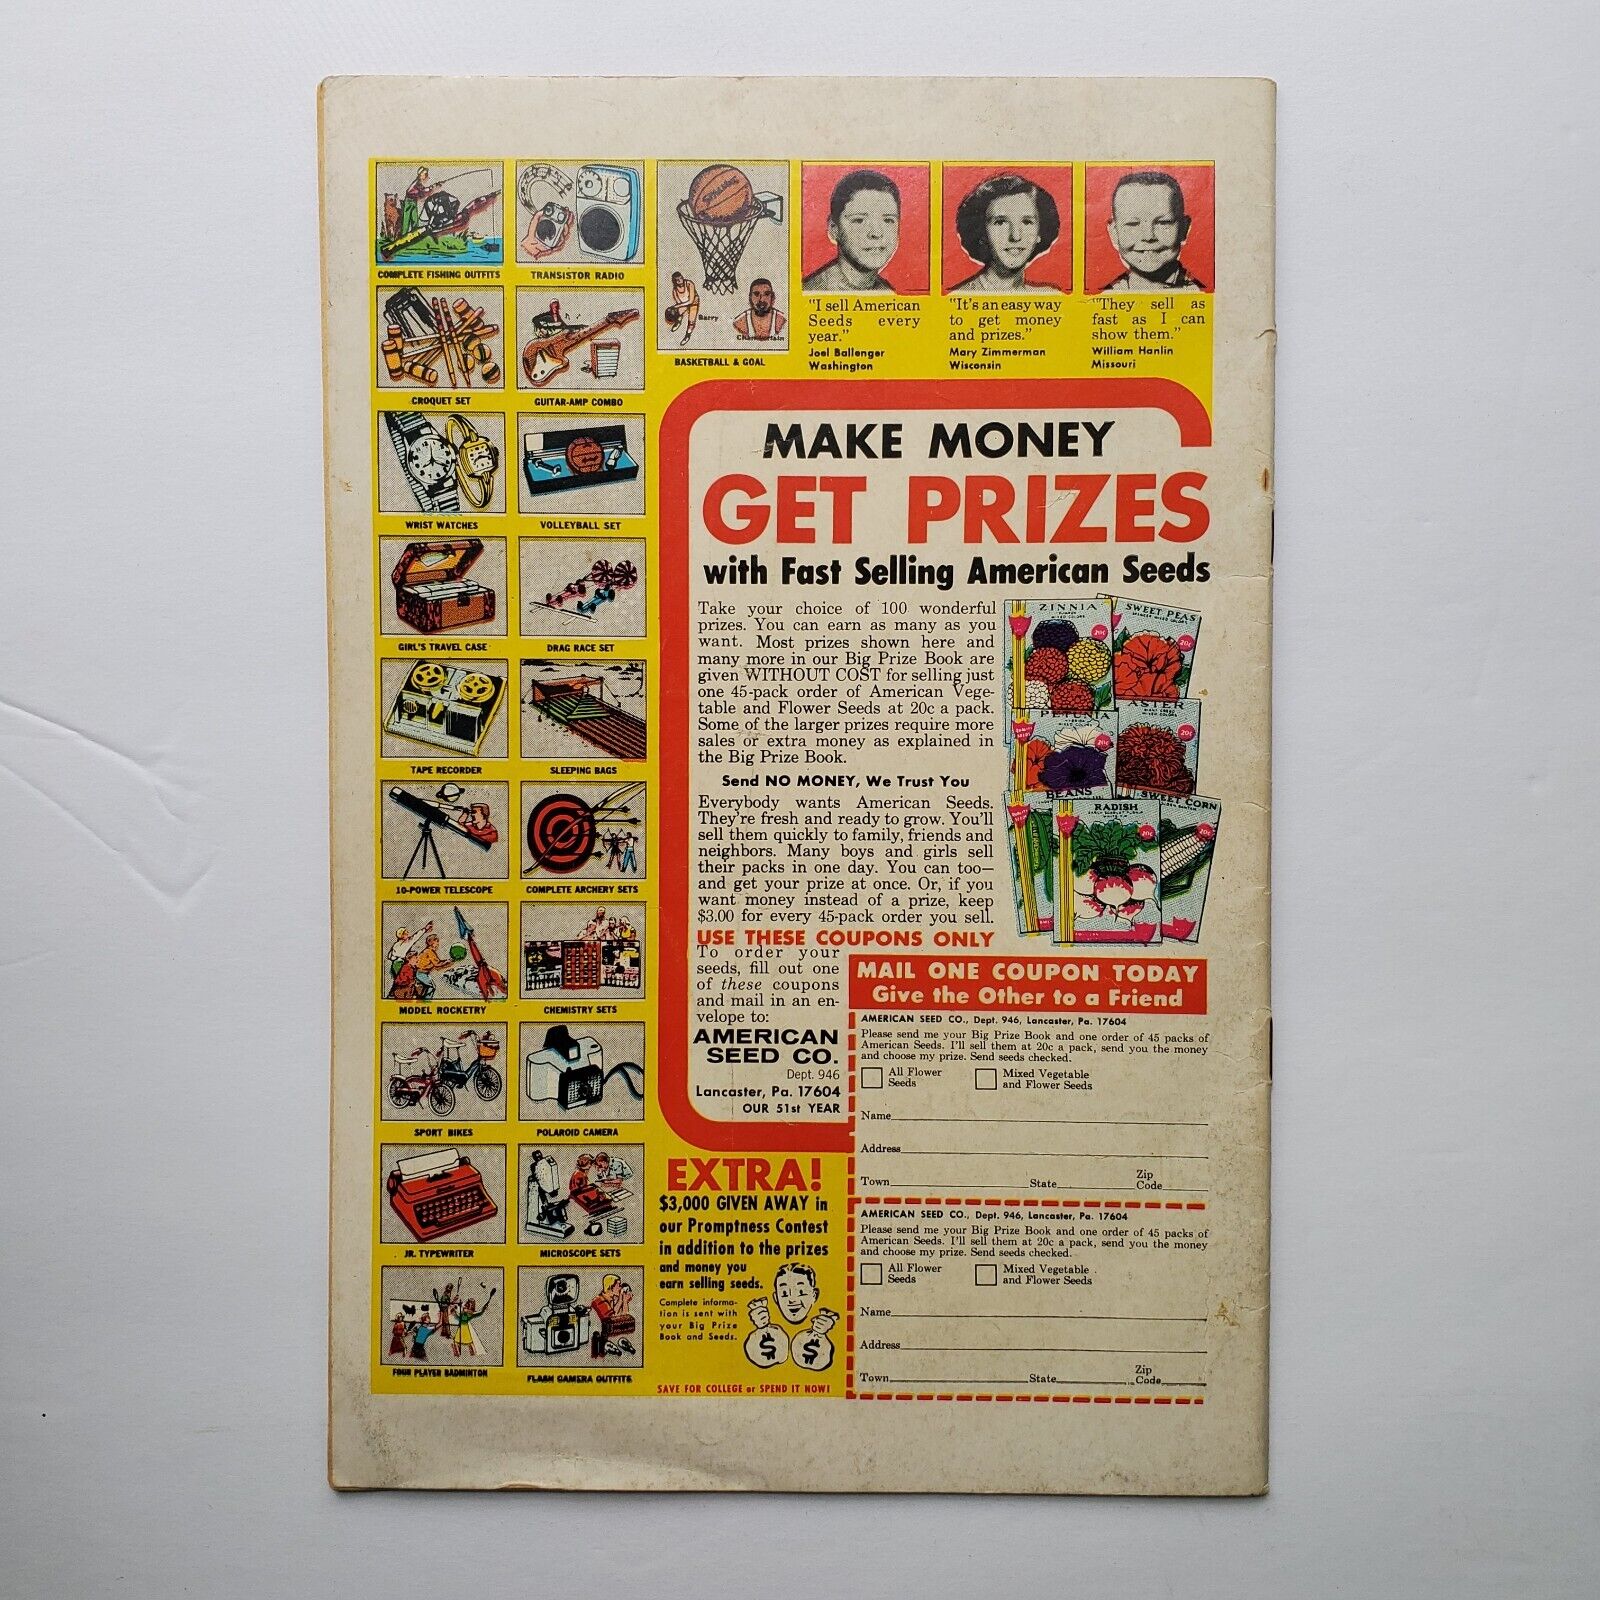 COMPLETE FISHING OUTFITS
TRANSISTOR RADIO
CROQUET SET
GUITAR-AMP COMBO
WRIST WATCHES
VOLLEYBALL SET
GIRL'S TRAVEL CASE
DRAG RACE SET
TAPE RECORDER
SLEEPING BAGS
10-POWER TELESCOPE
COMPLETE ARCHERY SETS
MODEL ROCKETRY
CHEMISTRY SETS
SPORT BIKES
POLAROID CAMERA
JR. TYPEWRITER
MICROSCOPE SETS
FOUR PLAYER BADMINTON
FLASH CAMERA OUTFITS
Barry
Chamberlain
BASKETBALL & GOAL
"I sell American
Seeds every
year."
Joel Ballenger
Washington
"It's an easy way
to get money
and prizes."
Mary Zimmerman
Wisconsin
"They sell as
fast as I can
show them."
William Hanlin
Missouri
MAKE MONEY
GET PRIZES
with Fast Selling American Seeds
Take your choice of 100 wonderful
prizes. You can earn as many as you
want. Most prizes shown here and
many more in our Big Prize Book are
given WITHOUT COST for selling just
one 45-pack order of American Vege-
table and Flower Seeds at 20c a pack.
Some of the larger prizes require more
sales or extra money as explained in
the Big Prize Book.
Send NO MONEY, We Trust You
Everybody wants American Seeds.
They're fresh and ready to grow. You'll
sell them quickly to family, friends and
neighbors. Many boys and girls sell
their packs in one day. You can too—
and get your prize at once. Or, if you
want money instead of a prize, keep
$3.00 for every 45-pack order you sell.
USE THESE COUPONS ONLY
To order your
seeds, fill out one
of these coupons
and mail in an en-
velope to:
AMERICAN
SEED CO.
Dept. 946
Lancaster, Pa. 17604
OUR 51st YEAR
ZINNIA
MIXED COLORS
20c
SWEET PEAS
20c
PETUNIA
MIXED COLORS
20c
ASTER
MIXED COLORS
20c
BEANS
RADISH
20c
SWEET CORN
20c
EXTRA!
$3,000 GIVEN AWAY in
our Promptness Contest
in addition to the prizes
and money you
earn selling seeds.
Complete informa-
tion is sent with
your Big Prize
Book and Seeds.
$ $
SAVE FOR COLLEGE or SPEND IT NOW!
MAIL ONE COUPON TODAY
Give the Other to a Friend
AMERICAN SEED CO., Dept. 946, Lancaster, Pa. 17604
Please send me your Big Prize Book and one order of 45 packs of
American Seeds. I'll sell them at 20c a pack, send you the money
and choose my prize. Send seeds checked.
All Flower
Seeds
Mixed Vegetable
and Flower Seeds
Name
Address
Town State Zip Code
AMERICAN SEED CO., Dept. 946, Lancaster, Pa. 17604
Please send me your Big Prize Book and one order of 45 packs of
American Seeds. I'll sell them at 20c a pack, send you the money
and choose my prize. Send seeds checked.
All Flower
Seeds
Mixed Vegetable
and Flower Seeds
Name
Address
Town State Zip Code